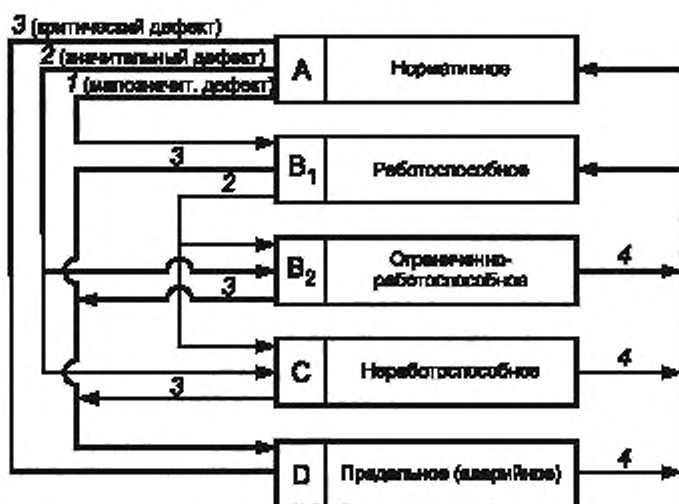 3 (критический дефект)
2 (значительный дефект)
1 (малозначит. дефект)
A Нормативное
3
B1 Работоспособное
2
B2 Ограниченно-
работоспособное
4
3
C Неработоспособное
4
3
D Предельное (аварийное)
4